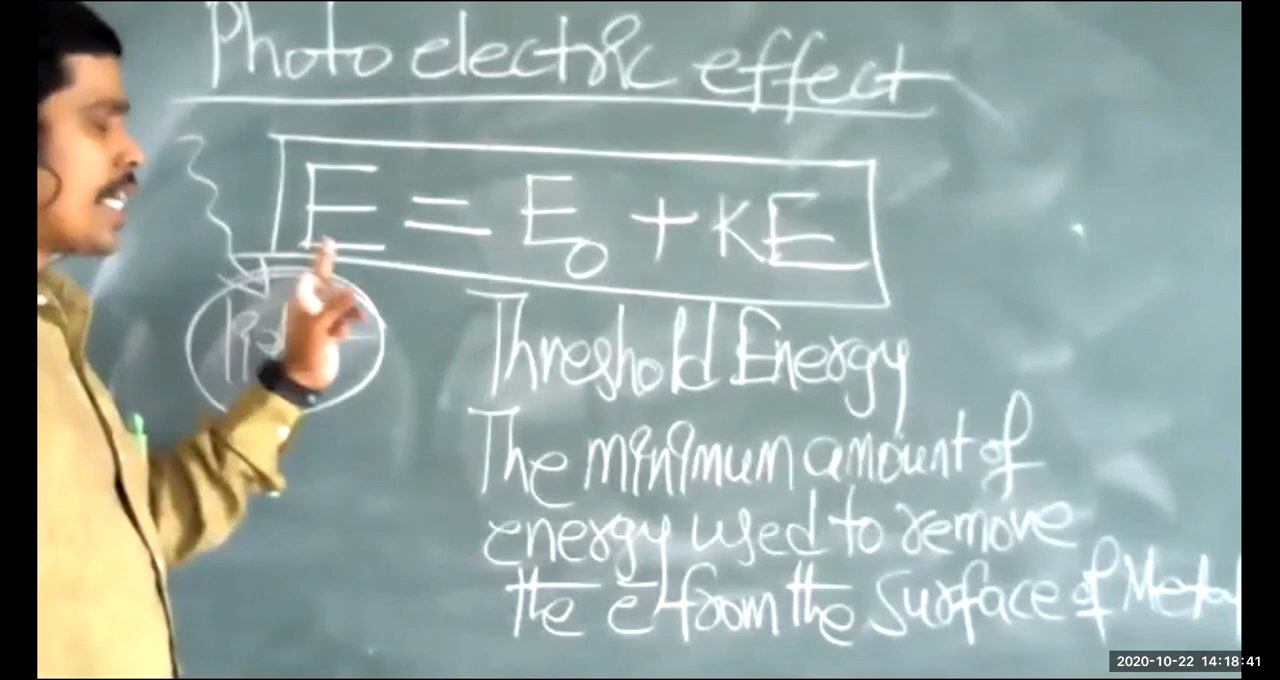 Photo electric effect
E = E₀ + KE
Threshold Energy
The minimum amount of
energy used to remove
the e⁻ from the surface of Metal
2020-10-22 14:18:41